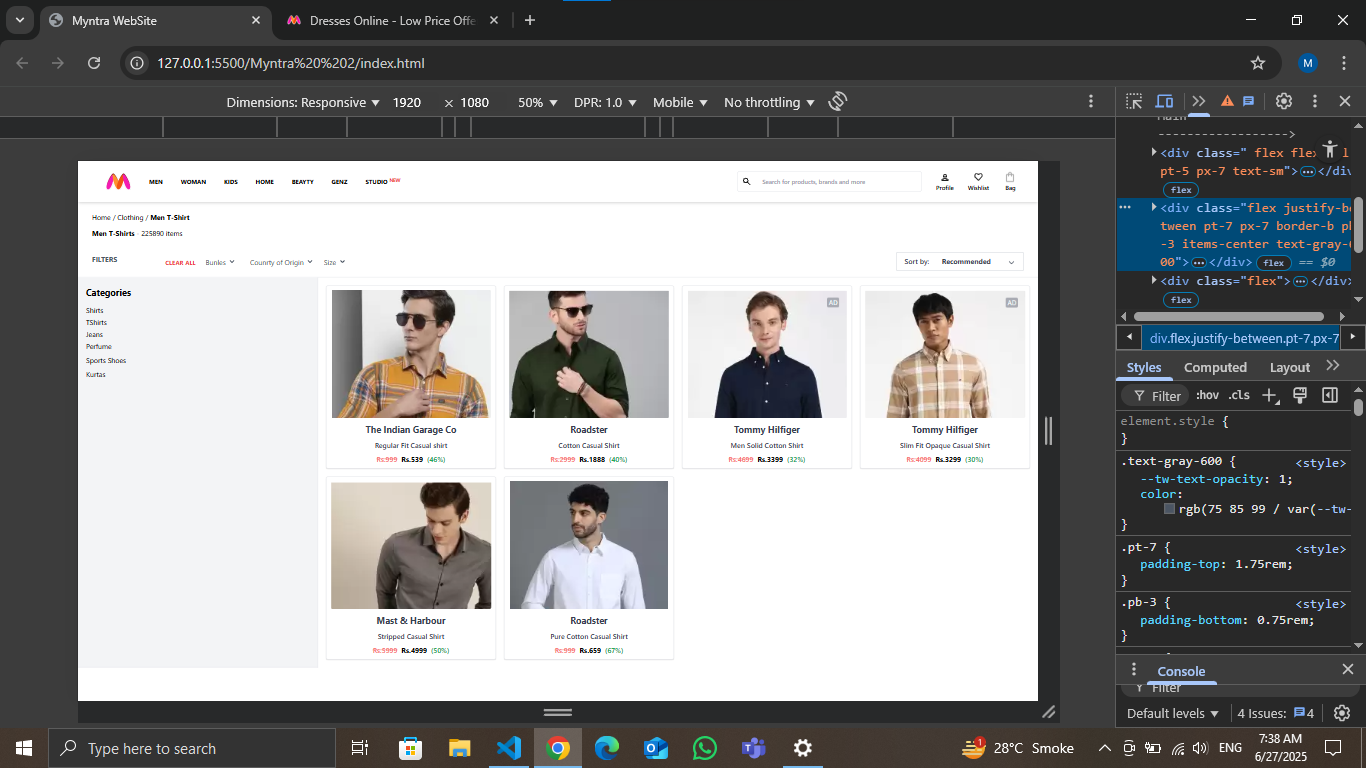 Myntra WebSite
Dresses Online - Low Price Offe
127.0.0.1:5500/Myntra%20%202/index.html
M
Dimensions: Responsive 1920 × 1080 50% DPR: 1.0 Mobile No throttling
MEN WOMAN KIDS HOME BEAYTY GENZ STUDIO NEW
Search for products, brands and more
Profile Wishlist Bag
Home / Clothing / Men T-Shirt
Men T-Shirts - 225890 items
FILTERS CLEAR ALL Bunles Counrity of Origin Size
Sort by: Recommended
Categories
Shirts
TShirts
Jeans
Perfume
Sports Shoes
Kurtas
The Indian Garage Co
Regular Fit Casual shirt
Rs:999 Rs.539 (46%)
Roadster
Cotton Casual Shirt
Rs:2999 Rs.1888 (40%)
AD
Tommy Hilfiger
Men Solid Cotton Shirt
Rs:4699 Rs.3399 (32%)
AD
Tommy Hilfiger
Slim Fit Opaque Casual Shirt
Rs:4099 Rs.3299 (30%)
Mast & Harbour
Stripped Casual Shirt
Rs:9999 Rs.4999 (50%)
Roadster
Pure Cotton Casual Shirt
Rs:999 Rs.659 (67%)
Main
------------------>
<div class=" flex fle l
pt-5 px-7 text-sm">…</div
flex
<div class="flex justify-be
tween pt-7 px-7 border-b pb
-3 items-center text-gray-6
00">…</div> flex == $0
<div class="flex">…</div>
flex
div.flex.justify-between.pt-7.px-7
Styles Computed Layout
Filter :hov .cls
element.style {
}
.text-gray-600 { <style>
--tw-text-opacity: 1;
color:
rgb(75 85 99 / var(--tw-
}
.pt-7 { <style>
padding-top: 1.75rem;
}
.pb-3 { <style>
padding-bottom: 0.75rem;
}
Console
Filter
Default levels 4 Issues: 4
Type here to search
1
28°C Smoke
ENG
7:38 AM
6/27/2025